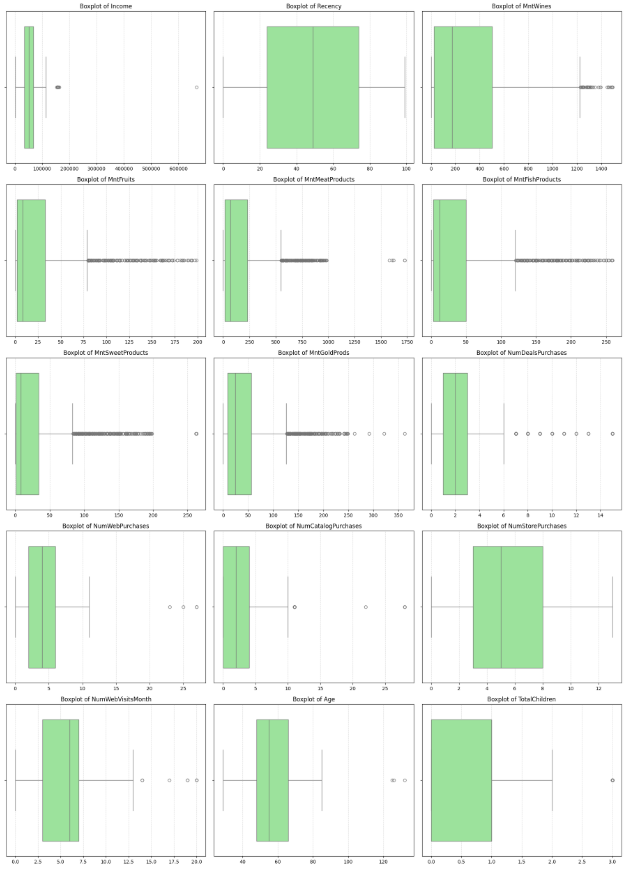 Boxplot of Income
Boxplot of Recency
Boxplot of MntWines
0 100000 200000 300000 400000 500000 600000
0 20 40 60 80 100
0 200 400 600 800 1000 1200 1400
Boxplot of MntFruits
Boxplot of MntMeatProducts
Boxplot of MntFishProducts
0 25 50 75 100 125 150 175 200
0 250 500 750 1000 1250 1500 1750
0 50 100 150 200 250
Boxplot of MntSweetProducts
Boxplot of MntGoldProds
Boxplot of NumDealsPurchases
0 50 100 150 200 250
0 50 100 150 200 250 300 350
0 2 4 6 8 10 12 14
Boxplot of NumWebPurchases
Boxplot of NumCatalogPurchases
Boxplot of NumStorePurchases
0 5 10 15 20 25
0 5 10 15 20 25
0 2 4 6 8 10 12
Boxplot of NumWebVisitsMonth
Boxplot of Age
Boxplot of TotalChildren
0.0 2.5 5.0 7.5 10.0 12.5 15.0 17.5 20.0
40 60 80 100 120
0.0 0.5 1.0 1.5 2.0 2.5 3.0